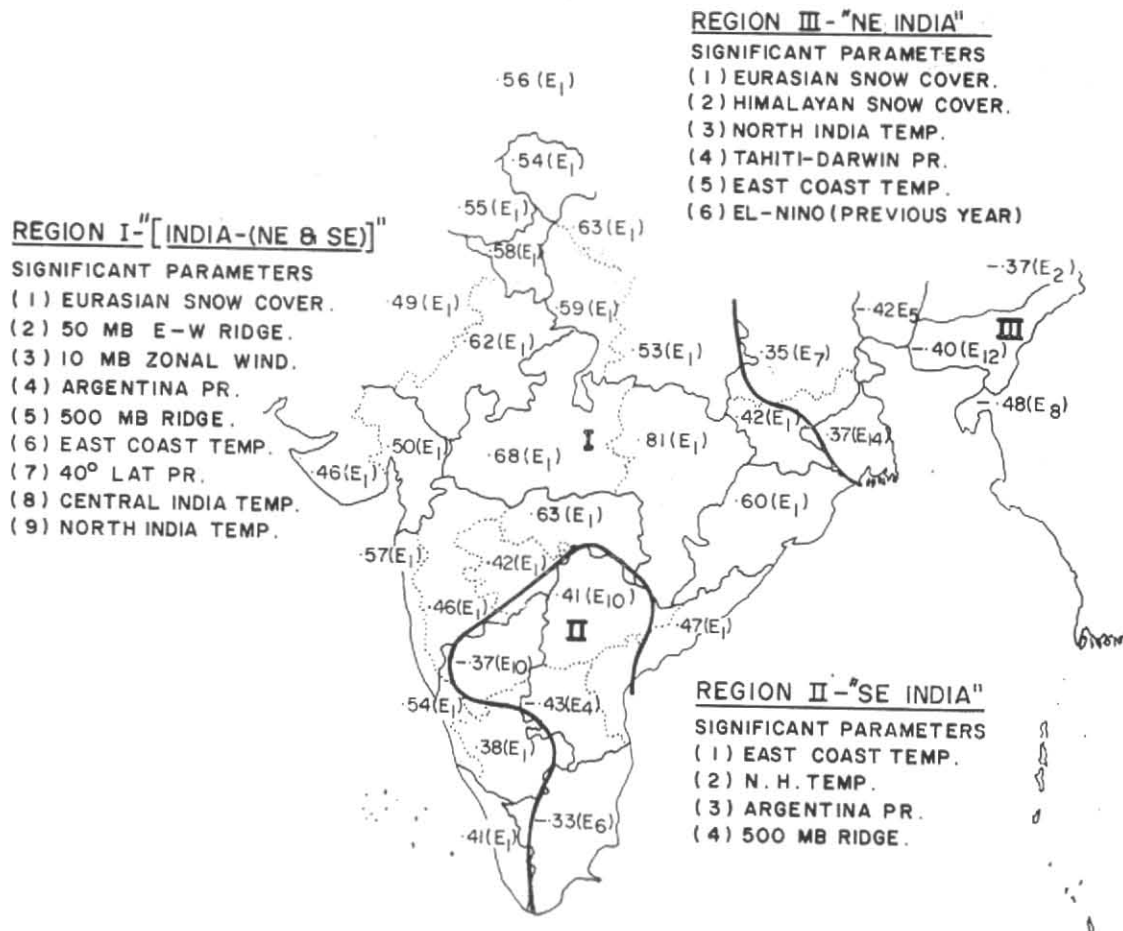 REGION III - "NE INDIA"
SIGNIFICANT PARAMETERS
(1) EURASIAN SNOW COVER.
(2) HIMALAYAN SNOW COVER.
(3) NORTH INDIA TEMP.
(4) TAHITI-DARWIN PR.
(5) EAST COAST TEMP.
(6) EL-NINO (PREVIOUS YEAR)
REGION I-"[INDIA-(NE & SE)]"
SIGNIFICANT PARAMETERS
(1) EURASIAN SNOW COVER.
(2) 50 MB E-W RIDGE.
(3) 10 MB ZONAL WIND.
(4) ARGENTINA PR.
(5) 500 MB RIDGE.
(6) EAST COAST TEMP.
(7) 40° LAT PR.
(8) CENTRAL INDIA TEMP.
(9) NORTH INDIA TEMP.
.56(E1)
.54(E1)
.55(E1)
.63(E1)
.58(E1)
.49(E1)
.59(E1)
.62(E1)
.53(E1)
.35(E7)
-.42E5
-.37(E2)
III
-.40(E12)
-.48(E8)
.42(E1)
.37(E14)
.50(E1)
.46(E1)
.68(E1)
I
.81(E1)
.60(E1)
.63(E1)
.57(E1)
.42(E1)
.46(E1)
.41(E10)
II
.47(E1)
-.37(E10)
.54(E1)
-.43(E4)
.38(E1)
-.33(E6)
.41(E1)
REGION II-"SE INDIA"
SIGNIFICANT PARAMETERS
(1) EAST COAST TEMP.
(2) N.H. TEMP.
(3) ARGENTINA PR.
(4) 500 MB RIDGE.